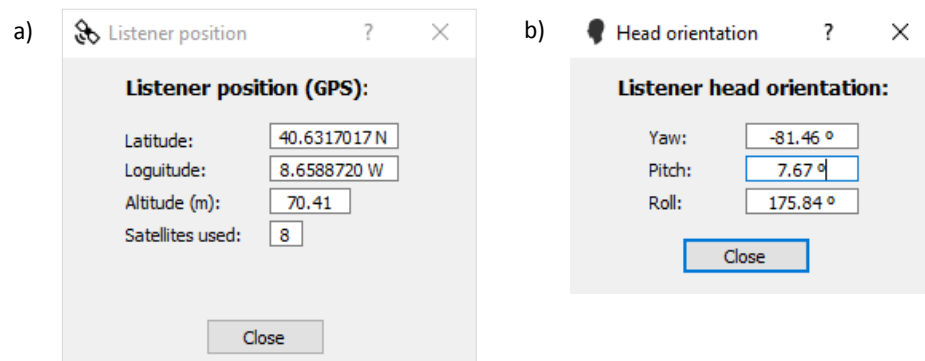 a)
Listener position ?
Listener position (GPS):
Latitude: 40.6317017 N
Loguitude: 8.6588720 W
Altitude (m): 70.41
Satellites used: 8
Close
b)
Head orientation ?
Listener head orientation:
Yaw: -81.46 º
Pitch: 7.67 º
Roll: 175.84 º
Close